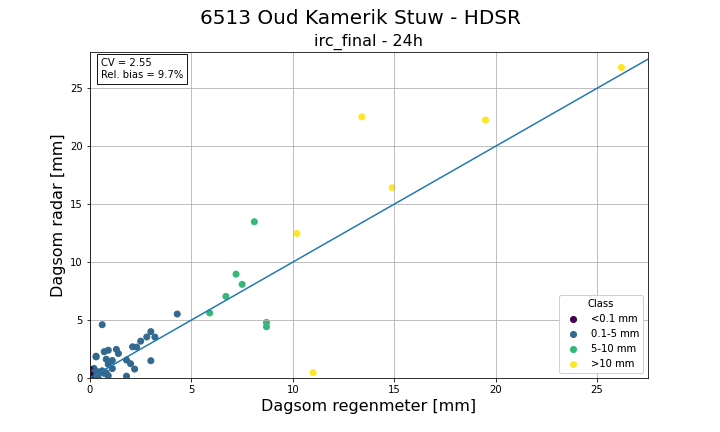 6513 Oud Kamerik Stuw - HDSR
irc_final - 24h
CV = 2.55
Rel. bias = 9.7%
25
20
15
10
5
0
Dagsom radar [mm]
Class
<0.1 mm
0.1-5 mm
5-10 mm
>10 mm
0 5 10 15 20 25
Dagsom regenmeter [mm]